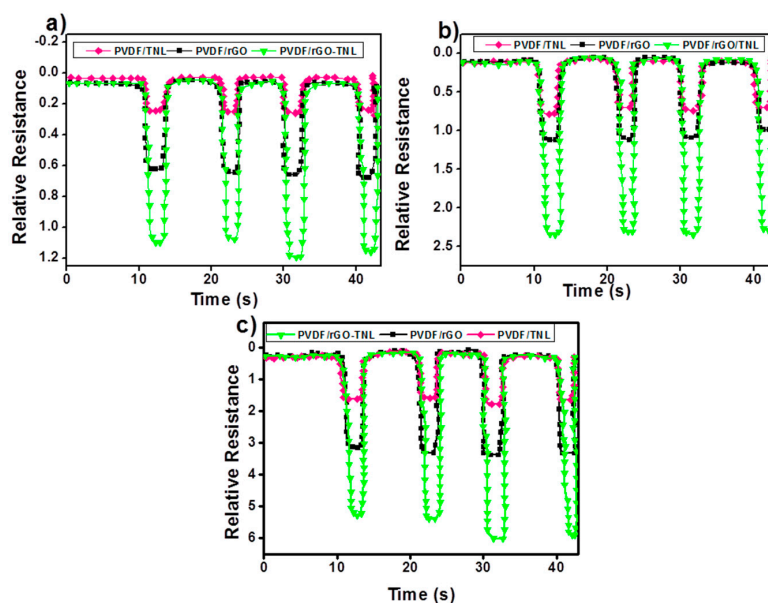 a)
PVDF/TNL PVDF/rGO PVDF/rGO-TNL
-0.2
0.0
0.2
0.4
0.6
0.8
1.0
1.2
Relative Resistance
0 10 20 30 40
Time (s)
b)
PVDF/TNL PVDF/rGO PVDF/rGO/TNL
0.0
0.5
1.0
1.5
2.0
2.5
Relative Resistance
0 10 20 30 40
Time (s)
c)
PVDF/rGO-TNL PVDF/rGO PVDF/TNL
0
1
2
3
4
5
6
Relative Resistance
0 10 20 30 40
Time (s)